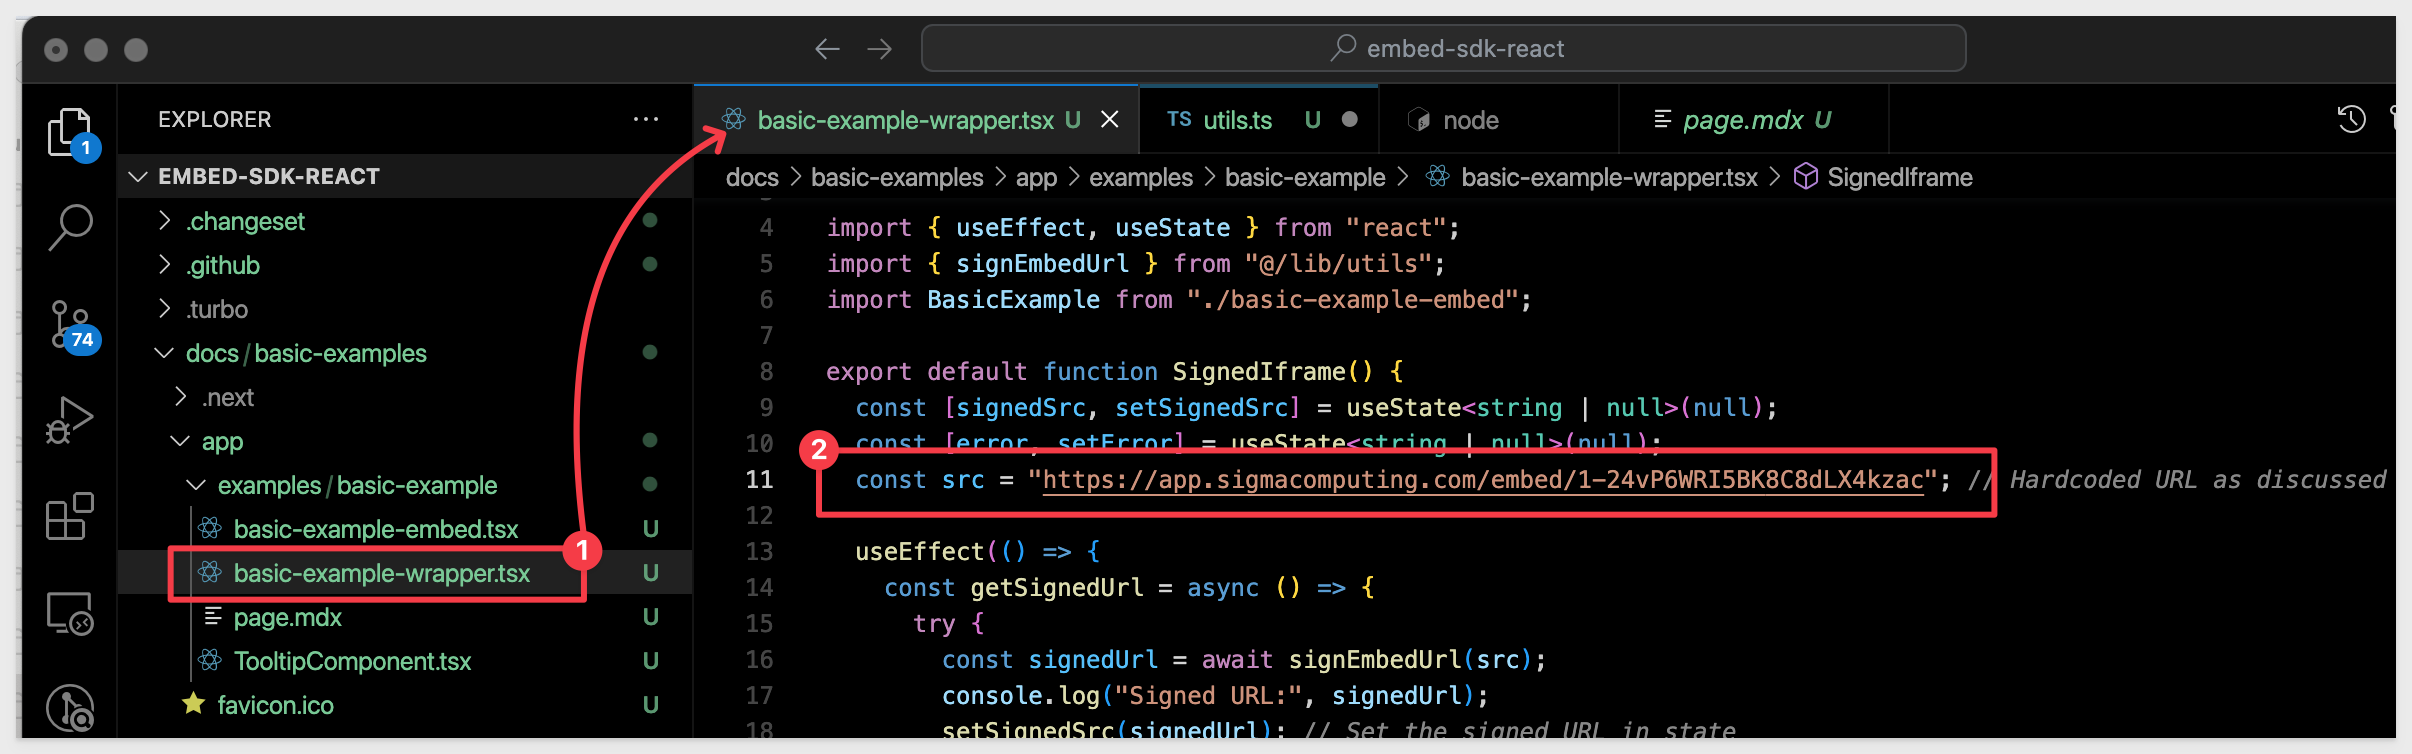 embed-sdk-react
EXPLORER
basic-example-wrapper.tsx U
TS utils.ts U
node
page.mdx U
1
EMBED-SDK-REACT
docs > basic-examples > app > examples > basic-example > basic-example-wrapper.tsx > SignedIframe
.changeset
.github
.turbo
docs / basic-examples
.next
app
examples / basic-example
basic-example-embed.tsx U
basic-example-wrapper.tsx U
page.mdx U
TooltipComponent.tsx U
favicon.ico U
74
1
2
4 import { useEffect, useState } from "react";
5 import { signEmbedUrl } from "@/lib/utils";
6 import BasicExample from "./basic-example-embed";
7
8 export default function SignedIframe() {
9 const [signedSrc, setSignedSrc] = useState<string | null>(null);
10 const [error, setError] = useState<string | null>(null);
11 const src = "https://app.sigmacomputing.com/embed/1-24vP6WRI5BK8C8dLX4kzac"; // Hardcoded URL as discussed
12
13 useEffect(() => {
14 const getSignedUrl = async () => {
15 try {
16 const signedUrl = await signEmbedUrl(src);
17 console.log("Signed URL:", signedUrl);
18 setSignedSrc(signedUrl); // Set the signed URL in state